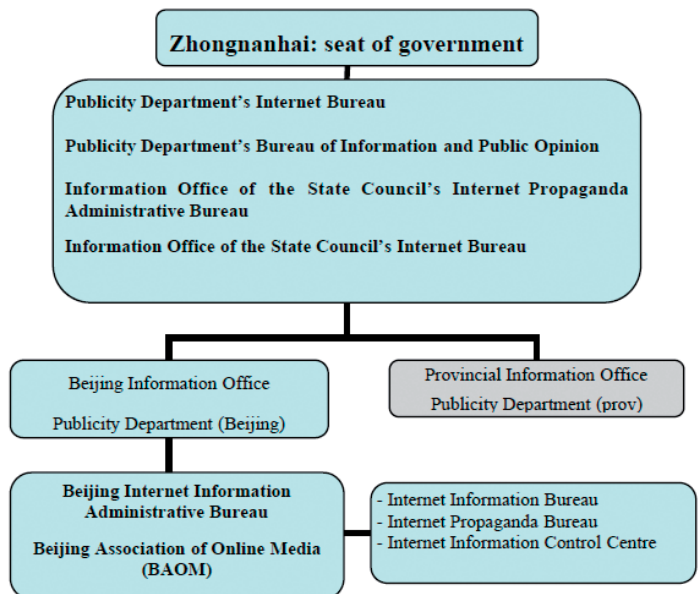 Zhongnanhai: seat of government
Publicity Department's Internet Bureau
Publicity Department's Bureau of Information and Public Opinion
Information Office of the State Council's Internet Propaganda
Administrative Bureau
Information Office of the State Council's Internet Bureau
Beijing Information Office
Publicity Department (Beijing)
Provincial Information Office
Publicity Department (prov)
Beijing Internet Information
Administrative Bureau
Beijing Association of Online Media
(BAOM)
- Internet Information Bureau
- Internet Propaganda Bureau
- Internet Information Control Centre